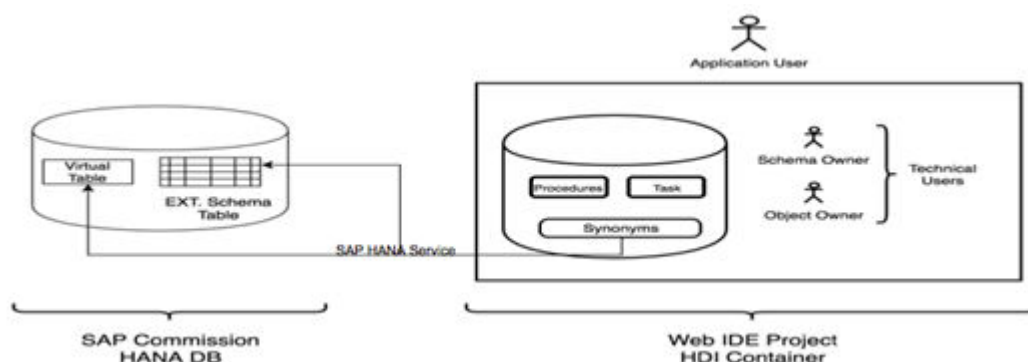 Application User
Virtual
Table
EXT. Schema
Table
Procedures
Task
Synonyms
Schema Owner
Object Owner
Technical
Users
SAP HANA Service
SAP Commission
HANA DB
Web IDE Project
HDI Container